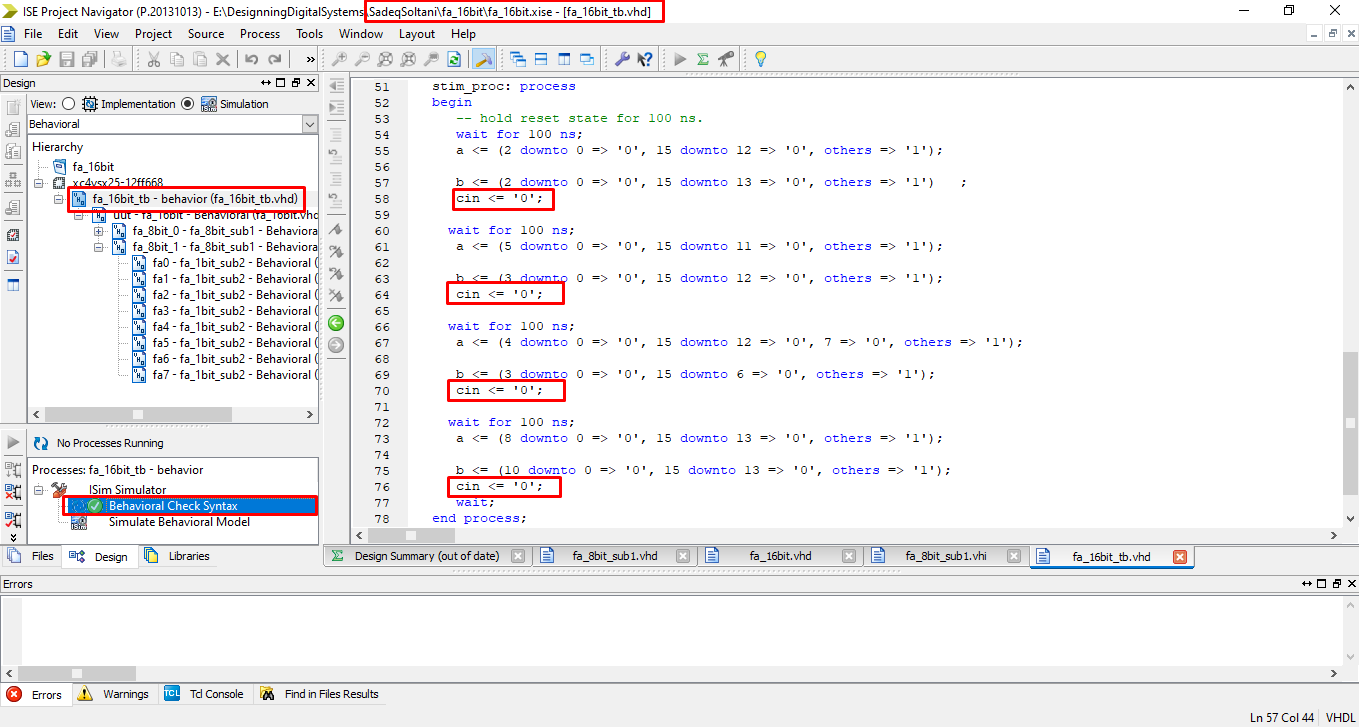 ISE Project Navigator (P.20131013) - E:\DesignningDigitalSystems\SadeqSoltani\fa_16bit\fa_16bit.xise - [fa_16bit_tb.vhd]
File Edit View Project Source Process Tools Window Layout Help
Design
View: Implementation Simulation
Behavioral
Hierarchy
fa_16bit
xc4vsx25-12ff668
fa_16bit_tb - behavior (fa_16bit_tb.vhd)
uut - fa_16bit - Behavioral (fa_16bit.vhd
fa_8bit_0 - fa_8bit_sub1 - Behaviora
fa_8bit_1 - fa_8bit_sub1 - Behaviora
fa0 - fa_1bit_sub2 - Behavioral (
fa1 - fa_1bit_sub2 - Behavioral (
fa2 - fa_1bit_sub2 - Behavioral (
fa3 - fa_1bit_sub2 - Behavioral (
fa4 - fa_1bit_sub2 - Behavioral (
fa5 - fa_1bit_sub2 - Behavioral (
fa6 - fa_1bit_sub2 - Behavioral (
fa7 - fa_1bit_sub2 - Behavioral (
No Processes Running
Processes: fa_16bit_tb - behavior
ISim Simulator
Behavioral Check Syntax
Simulate Behavioral Model
Files Design Libraries
51 stim_proc: process
52 begin
53 -- hold reset state for 100 ns.
54 wait for 100 ns;
55 a <= (2 downto 0 => '0', 15 downto 12 => '0', others => '1');
56
57 b <= (2 downto 0 => '0', 15 downto 13 => '0', others => '1') ;
58 cin <= '0';
59
60 wait for 100 ns;
61 a <= (5 downto 0 => '0', 15 downto 11 => '0', others => '1');
62
63 b <= (3 downto 0 => '0', 15 downto 12 => '0', others => '1');
64 cin <= '0';
65
66 wait for 100 ns;
67 a <= (4 downto 0 => '0', 15 downto 12 => '0', 7 => '0', others => '1');
68
69 b <= (3 downto 0 => '0', 15 downto 6 => '0', others => '1');
70 cin <= '0';
71
72 wait for 100 ns;
73 a <= (8 downto 0 => '0', 15 downto 13 => '0', others => '1');
74
75 b <= (10 downto 0 => '0', 15 downto 13 => '0', others => '1');
76 cin <= '0';
77 wait;
78 end process;
Design Summary (out of date) fa_8bit_sub1.vhd fa_16bit.vhd fa_8bit_sub1.vhi fa_16bit_tb.vhd
Errors
Errors Warnings Tcl Console Find in Files Results
Ln 57 Col 44 VHDL